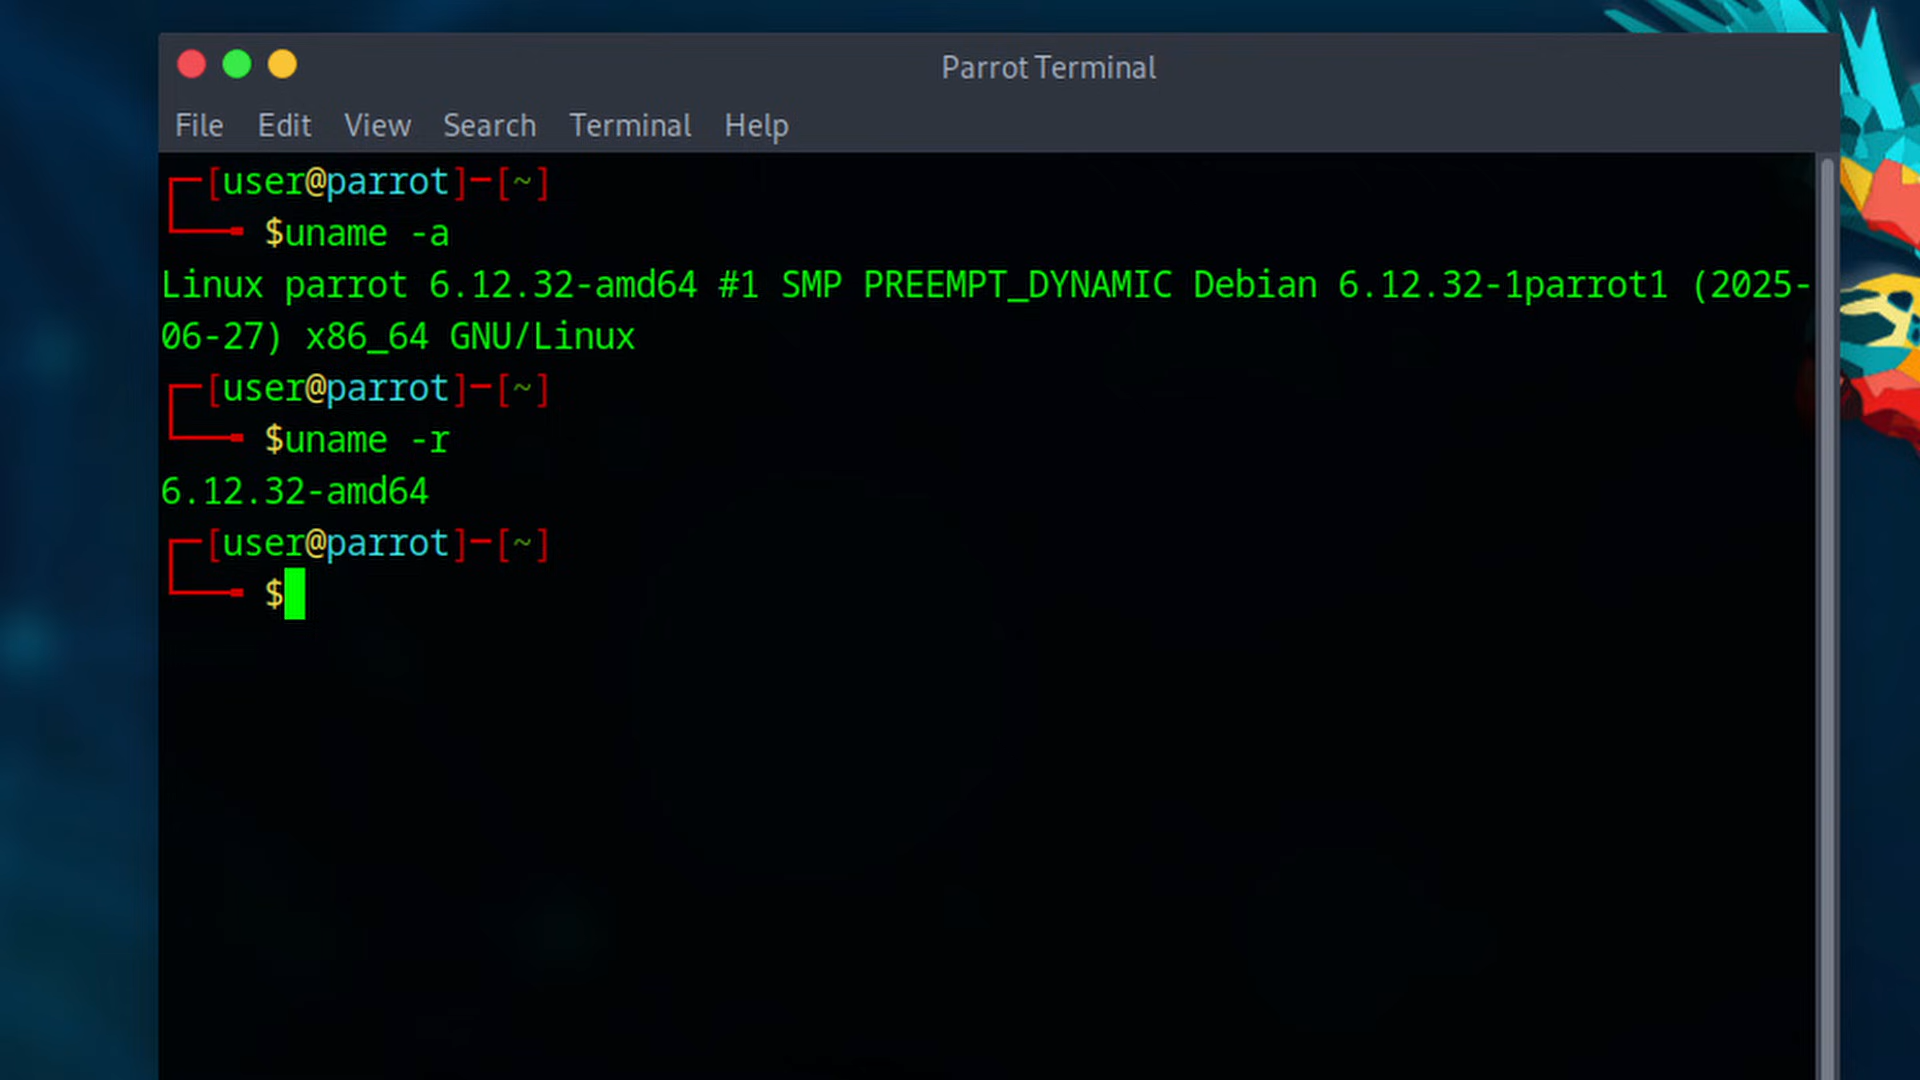 Parrot Terminal
File Edit View Search Terminal Help
┌─[user@parrot]─[~]
└──╼ $uname -a
Linux parrot 6.12.32-amd64 #1 SMP PREEMPT_DYNAMIC Debian 6.12.32-1parrot1 (2025-
06-27) x86_64 GNU/Linux
┌─[user@parrot]─[~]
└──╼ $uname -r
6.12.32-amd64
┌─[user@parrot]─[~]
└──╼ $